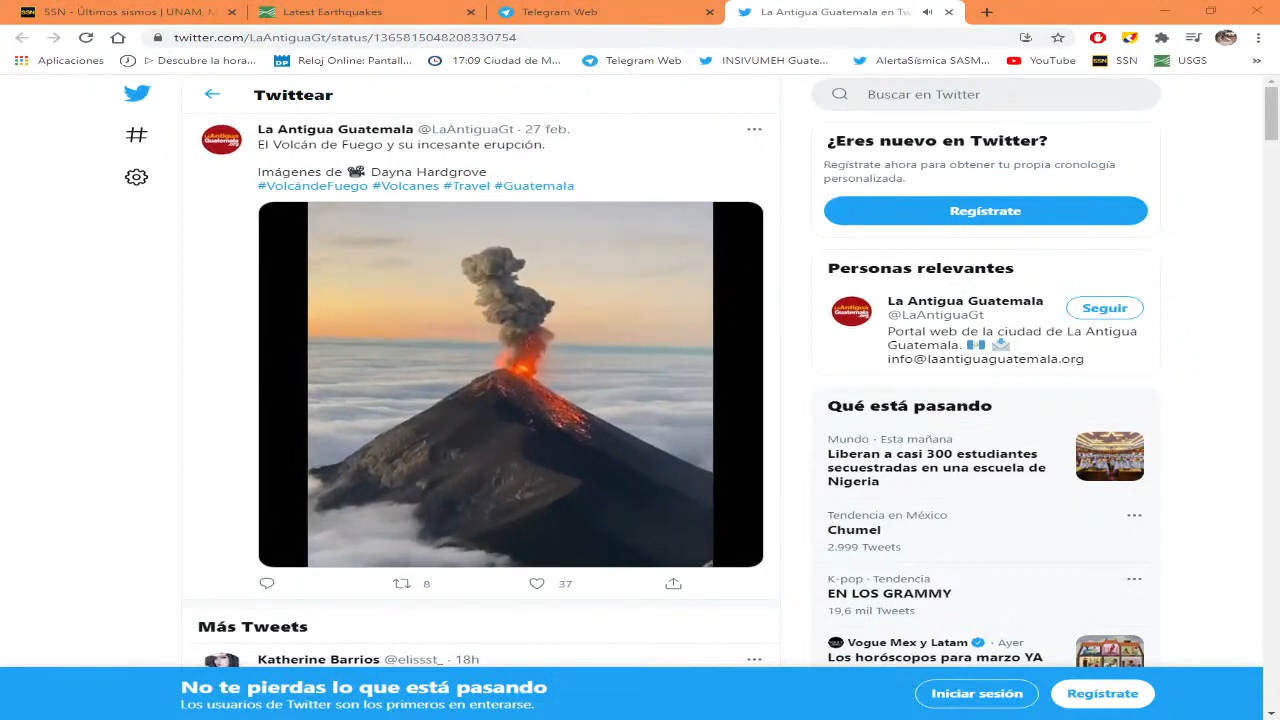 SSN - Últimos sismos | UNAM, M
Latest Earthquakes
Telegram Web
La Antigua Guatemala en Tw
twitter.com/LaAntiguaGt/status/1365815048208330754
Aplicaciones
▷ Descubre la hora...
Reloj Online: Pantall...
17:09 Ciudad de M...
Telegram Web
INSIVUMEH Guate...
AlertaSísmica SASM...
YouTube
SSN
USGS
»
Twittear
La Antigua Guatemala @LaAntiguaGt · 27 feb.
El Volcán de Fuegoy su incesante erupción.
Imágenes de 📽 Dayna Hardgrove
#VolcándeFuego #Volcanes #Travel #Guatemala
8
37
Más Tweets
Katherine Barrios @elissst_ · 18h
Buscar en Twitter
¿Eres nuevo en Twitter?
Regístrate ahora para obtener tu propia cronología
personalizada.
Regístrate
Personas relevantes
La Antigua Guatemala
@LaAntiguaGt
Seguir
Portal web de la ciudad de La Antigua
Guatemala. 🇬🇹 📩
info@laantiguaguatemala.org
Qué está pasando
Mundo · Esta mañana
Liberan a casi 300 estudiantes
secuestradas en una escuela de
Nigeria
Tendencia en México
Chumel
2.999 Tweets
K-pop · Tendencia
EN LOS GRAMMY
19,6 mil Tweets
Vogue Mex y Latam · Ayer
Los horóscopos para marzo YA
No te pierdas lo que está pasando
Los usuarios de Twitter son los primeros en enterarse.
Iniciar sesión
Regístrate